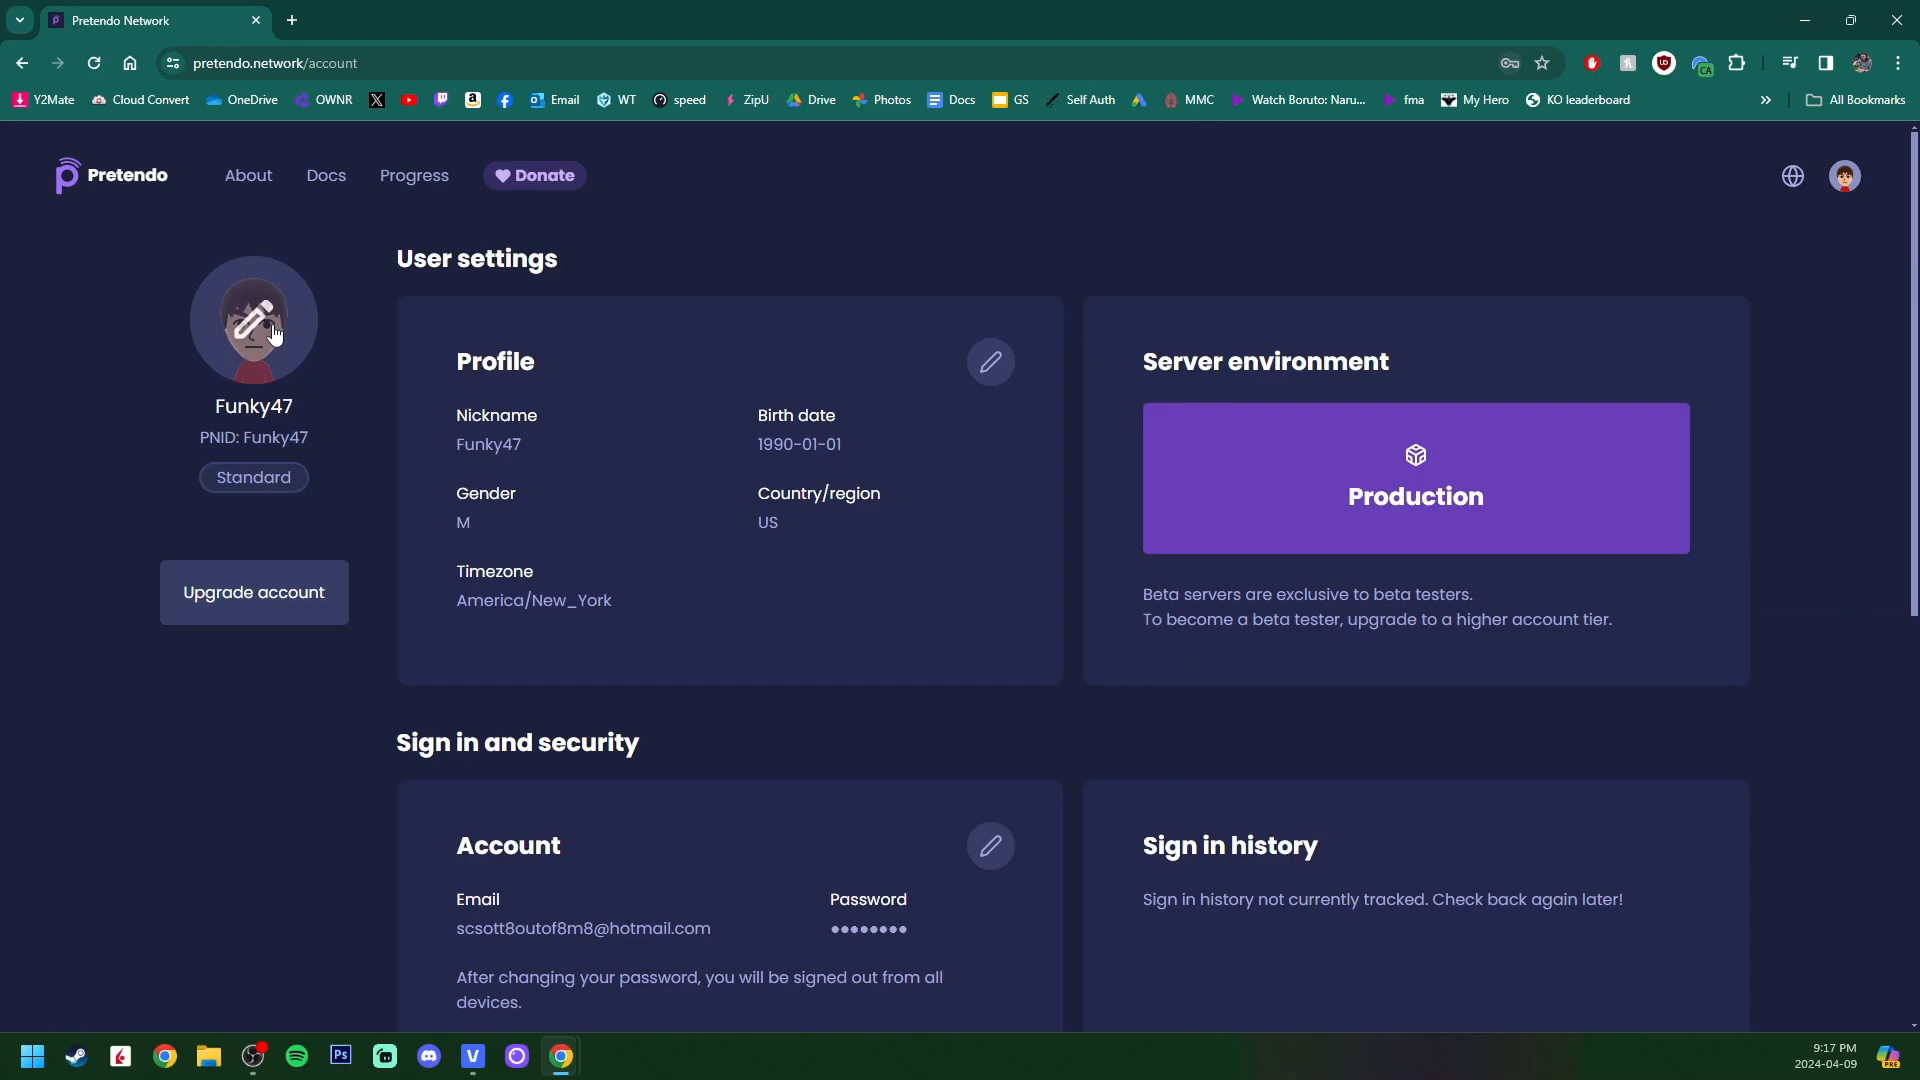 Pretendo Network
pretendo.network/account
Y2Mate
Cloud Convert
OneDrive
OWNR
Email
WT
speed
ZipU
Drive
Photos
Docs
GS
Self Auth
MMC
Watch Boruto: Naru...
fma
My Hero
KO leaderboard
All Bookmarks
Pretendo
About
Docs
Progress
Donate
User settings
Funky47
PNID: Funky47
Standard
Upgrade account
Profile
Nickname
Funky47
Birth date
1990-01-01
Gender
M
Country/region
US
Timezone
America/New_York
Server environment
Production
Beta servers are exclusive to beta testers.
To become a beta tester, upgrade to a higher account tier.
Sign in and security
Account
Email
scsott8outof8m8@hotmail.com
Password
●●●●●●●●
After changing your password, you will be signed out from all
devices.
Sign in history
Sign in history not currently tracked. Check back again later!
Ps
9:17 PM
2024-04-09